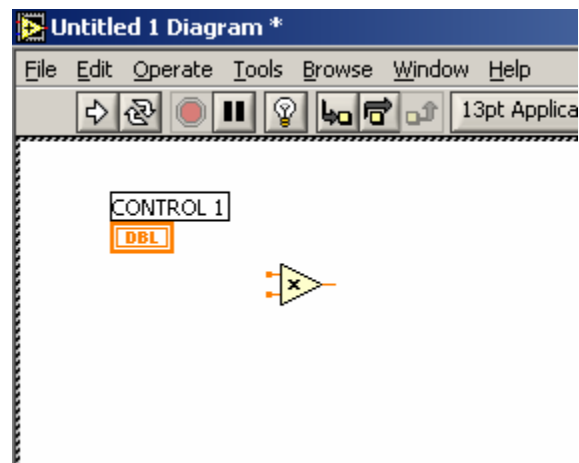 Untitled 1 Diagram *
File Edit Operate Tools Browse Window Help
13pt Applica
CONTROL 1
DBL
x